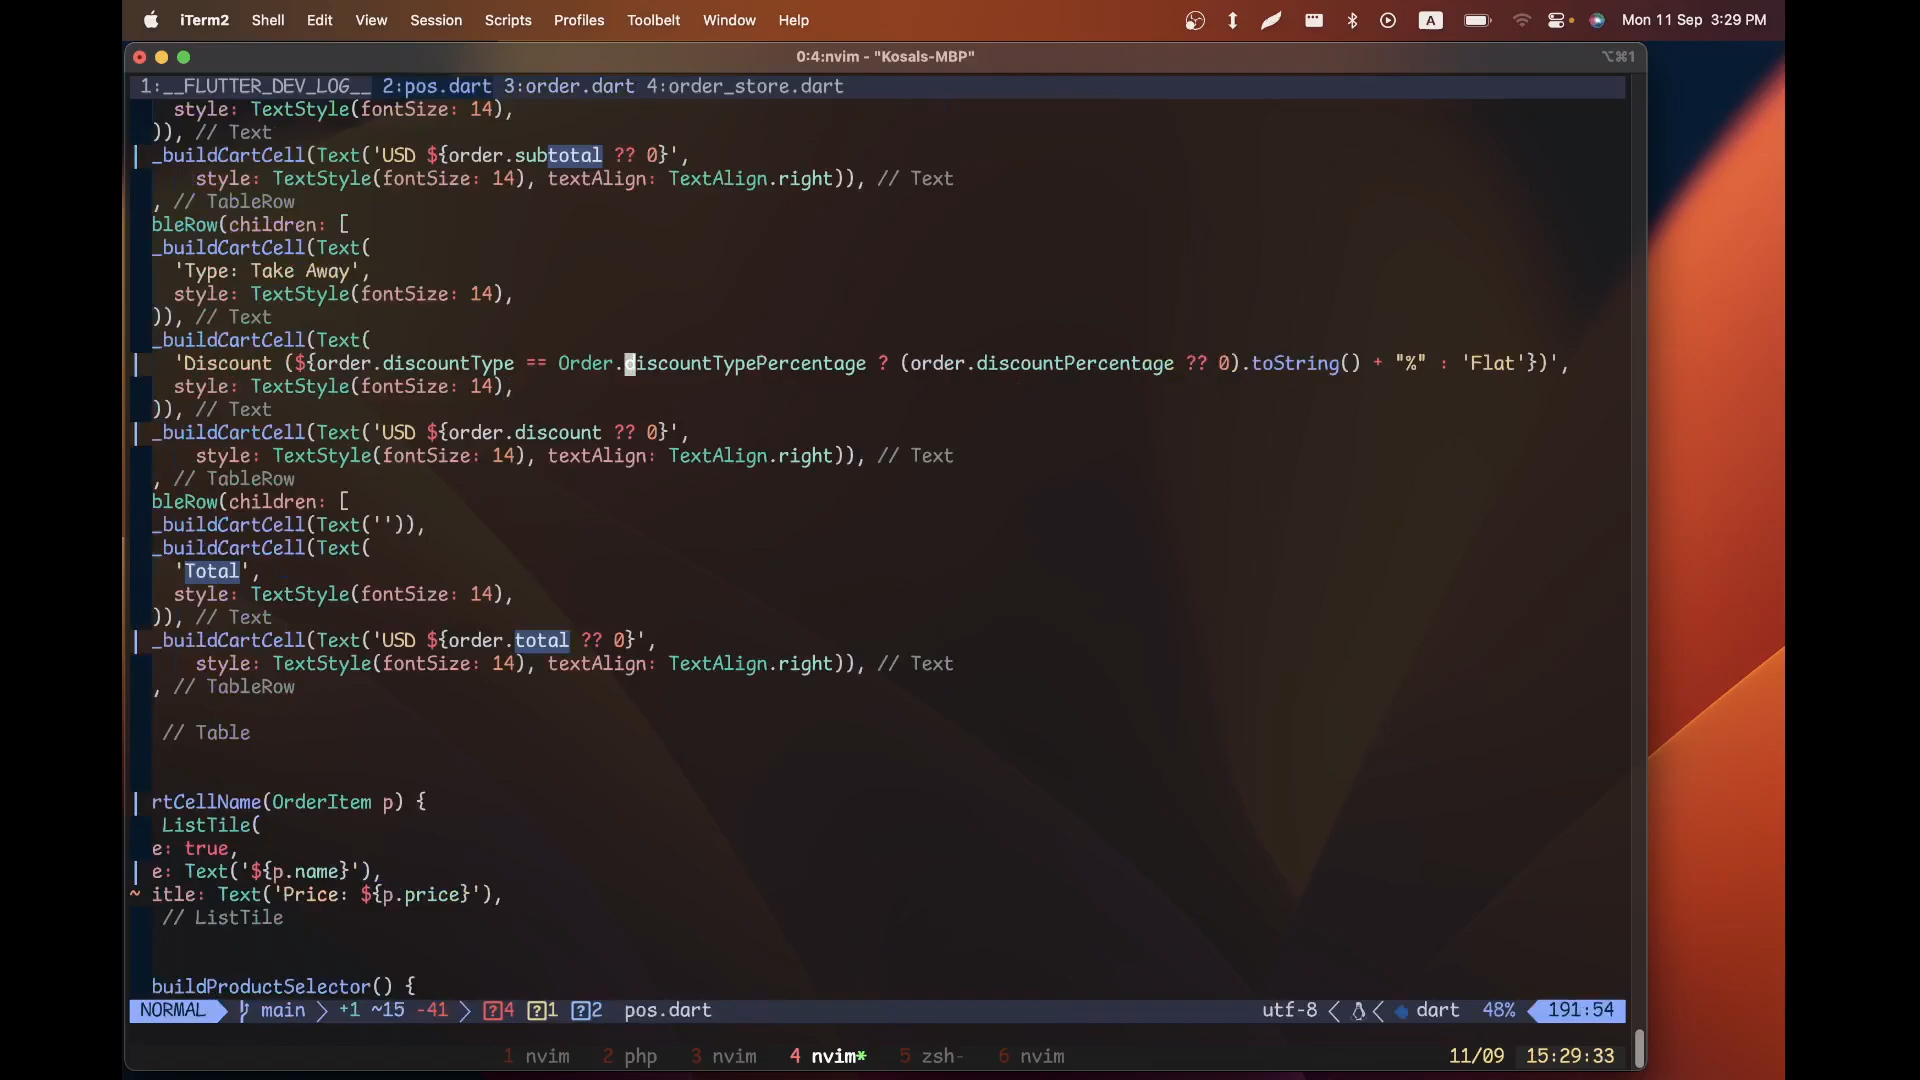 iTerm2 Shell Edit View Session Scripts Profiles Toolbelt Window Help A Mon 11 Sep 3:29 PM
0:4:nvim - "Kosals-MBP" ⌥⌘1
1:__FLUTTER_DEV_LOG__ 2:pos.dart 3:order.dart 4:order_store.dart
style: TextStyle(fontSize: 14),
)), // Text
_buildCartCell(Text('USD ${order.subtotal ?? 0}',
style: TextStyle(fontSize: 14), textAlign: TextAlign.right)), // Text
, // TableRow
bleRow(children: [
_buildCartCell(Text(
'Type: Take Away',
style: TextStyle(fontSize: 14),
)), // Text
_buildCartCell(Text(
'Discount (${order.discountType == Order.discountTypePercentage ? (order.discountPercentage ?? 0).toString() + "%" : 'Flat'})',
style: TextStyle(fontSize: 14),
)), // Text
_buildCartCell(Text('USD ${order.discount ?? 0}',
style: TextStyle(fontSize: 14), textAlign: TextAlign.right)), // Text
, // TableRow
bleRow(children: [
_buildCartCell(Text('')),
_buildCartCell(Text(
'Total',
style: TextStyle(fontSize: 14),
)), // Text
_buildCartCell(Text('USD ${order.total ?? 0}',
style: TextStyle(fontSize: 14), textAlign: TextAlign.right)), // Text
, // TableRow
// Table
rtCellName(OrderItem p) {
ListTile(
e: true,
e: Text('${p.name}'),
~ itle: Text('Price: ${p.price}'),
// ListTile
buildProductSelector() {
NORMAL main +1 ~15 -41 ?4 ?1 ?2 pos.dart utf-8 dart 48% 191:54
1 nvim 2 php 3 nvim 4 nvim* 5 zsh- 6 nvim 11/09 15:29:33